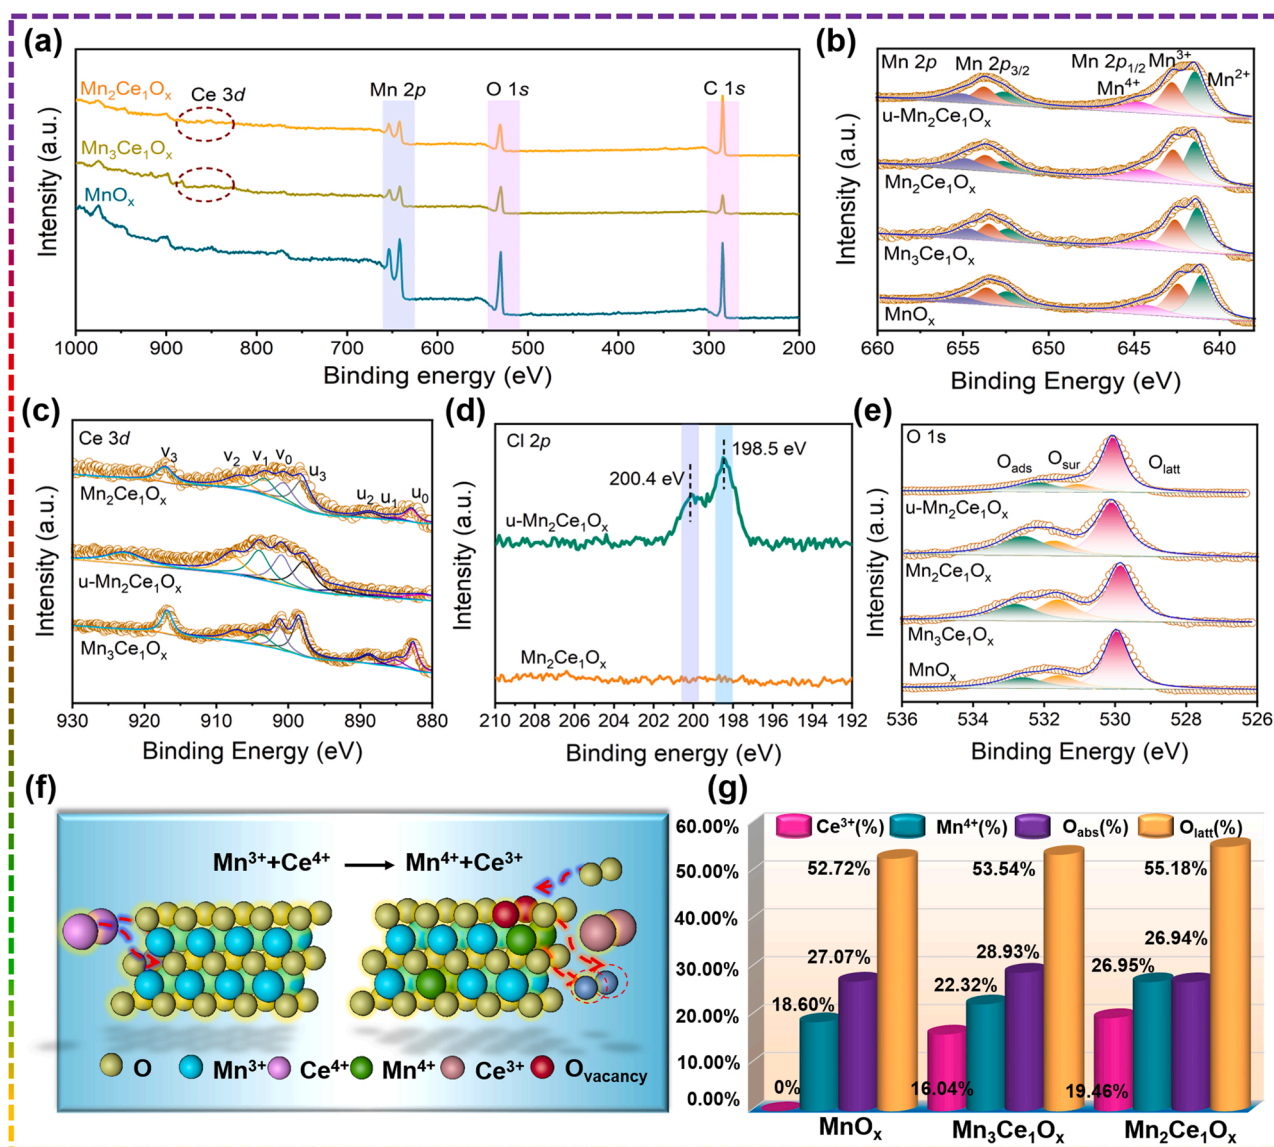 (a)
Mn₂Ce₁Oₓ
Ce 3d
Mn 2p
O 1s
C 1s
Mn₃Ce₁Oₓ
MnOₓ
Intensity (a.u.)
1000 900 800 700 600 500 400 300 200
Binding energy (eV)
(b)
Mn 2p
Mn 2p₃/₂
Mn 2p₁/₂
Mn³⁺
Mn⁴⁺
Mn²⁺
u-Mn₂Ce₁Oₓ
Mn₂Ce₁Oₓ
Mn₃Ce₁Oₓ
MnOₓ
Intensity (a.u.)
660 655 650 645 640
Binding Energy (eV)
(c)
Ce 3d
v₃ v₂ v₁ v₀ u₃
u₂ u₁ u₀
Mn₂Ce₁Oₓ
u-Mn₂Ce₁Oₓ
Mn₃Ce₁Oₓ
Intensity (a.u.)
930 920 910 900 890 880
Binding Energy (eV)
(d)
Cl 2p
198.5 eV
200.4 eV
u-Mn₂Ce₁Oₓ
Mn₂Ce₁Oₓ
Intensity (a.u.)
210 208 206 204 202 200 198 196 194 192
Binding energy (eV)
(e)
O 1s
O_ads
O_sur
O_latt
u-Mn₂Ce₁Oₓ
Mn₂Ce₁Oₓ
Mn₃Ce₁Oₓ
MnOₓ
Intensity (a.u.)
536 534 532 530 528 526
Binding Energy (eV)
(f)
Mn³⁺+Ce⁴⁺ → Mn⁴⁺+Ce³⁺
O Mn³⁺ Ce⁴⁺ Mn⁴⁺ Ce³⁺ O_vacancy
(g)
Ce³⁺(%) Mn⁴⁺(%) O_abs(%) O_latt(%)
60.00%
50.00%
40.00%
30.00%
20.00%
10.00%
0.00%
52.72% 53.54% 55.18%
27.07% 28.93% 26.94%
18.60% 22.32% 26.95%
0% 16.04% 19.46%
MnOₓ Mn₃Ce₁Oₓ Mn₂Ce₁Oₓ